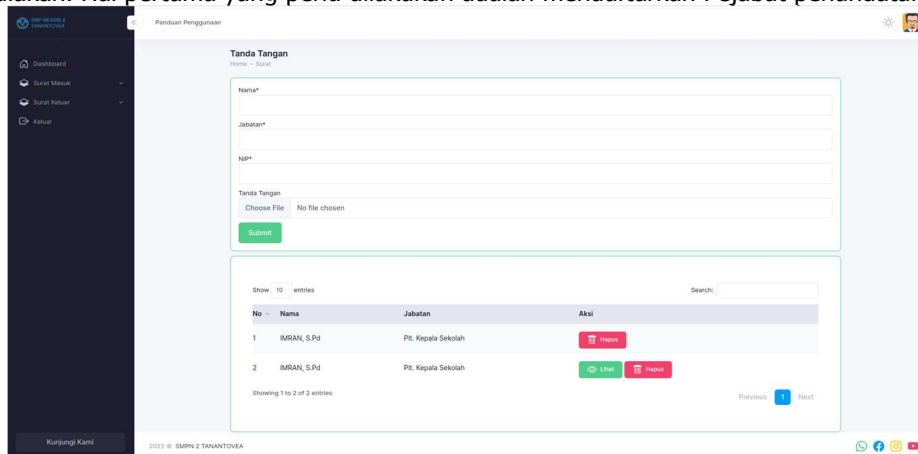 dilakukan. Hal pertama yang perlu dilakukan adalah mendaftarkan Pejabat penandatan
SMP NEGERI 2
TANANTOVEA
Panduan Penggunaan
Dashboard
Surat Masuk
Surat Keluar
Keluar
Tanda Tangan
Home - Surat
Nama*
Jabatan*
NIP*
Tanda Tangan
Choose File No file chosen
Submit
Show 10 entries
Search:
No Nama Jabatan Aksi
1 IMRAN, S.Pd Plt. Kepala Sekolah Hapus
2 IMRAN, S.Pd Plt. Kepala Sekolah Lihat Hapus
Showing 1 to 2 of 2 entries
Previous 1 Next
Kunjungi Kami
2022 © SMPN 2 TANANTOVEA